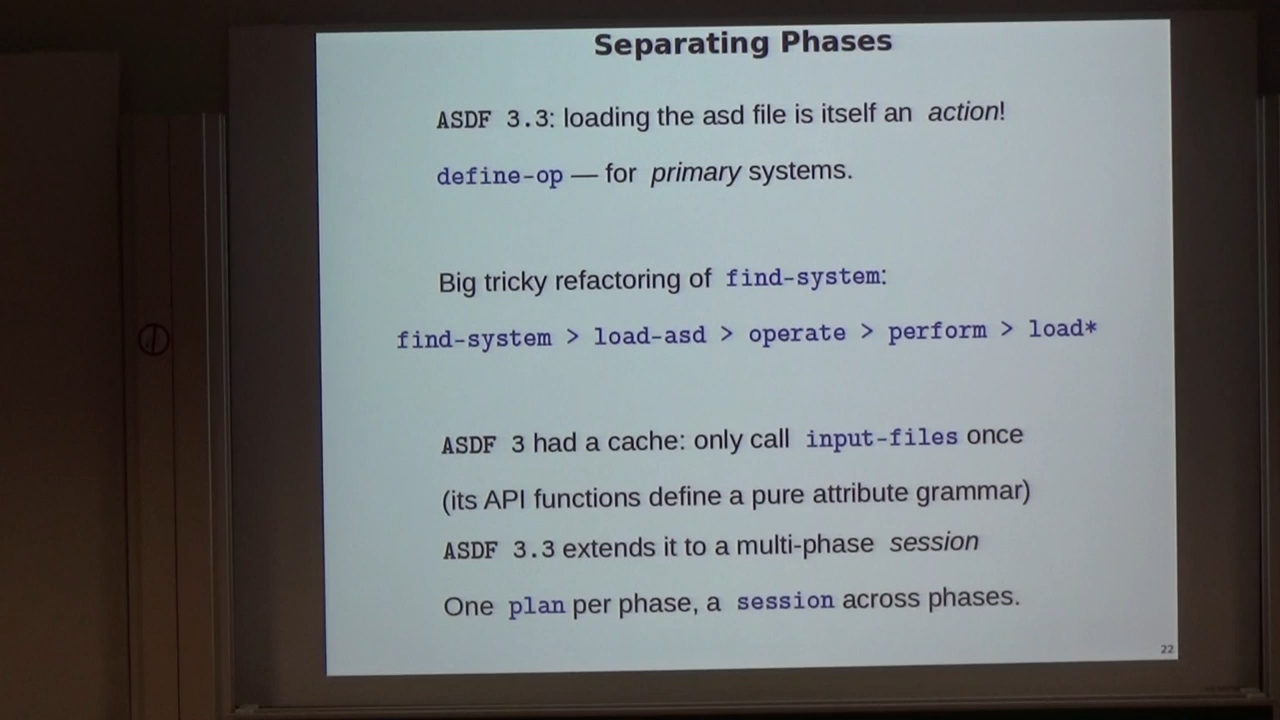 Separating Phases
ASDF 3.3: loading the asd file is itself an action!
define-op — for primary systems.
Big tricky refactoring of find-system:
find-system > load-asd > operate > perform > load*
ASDF 3 had a cache: only call input-files once
(its API functions define a pure attribute grammar)
ASDF 3.3 extends it to a multi-phase session
One plan per phase, a session across phases.
22